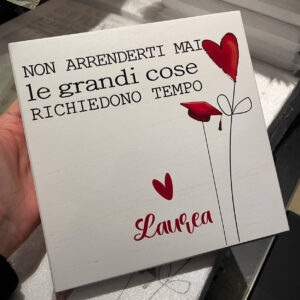 NON ARRENDERTI MAI
le grandi cose
RICHIEDONO TEMPO
Laurea